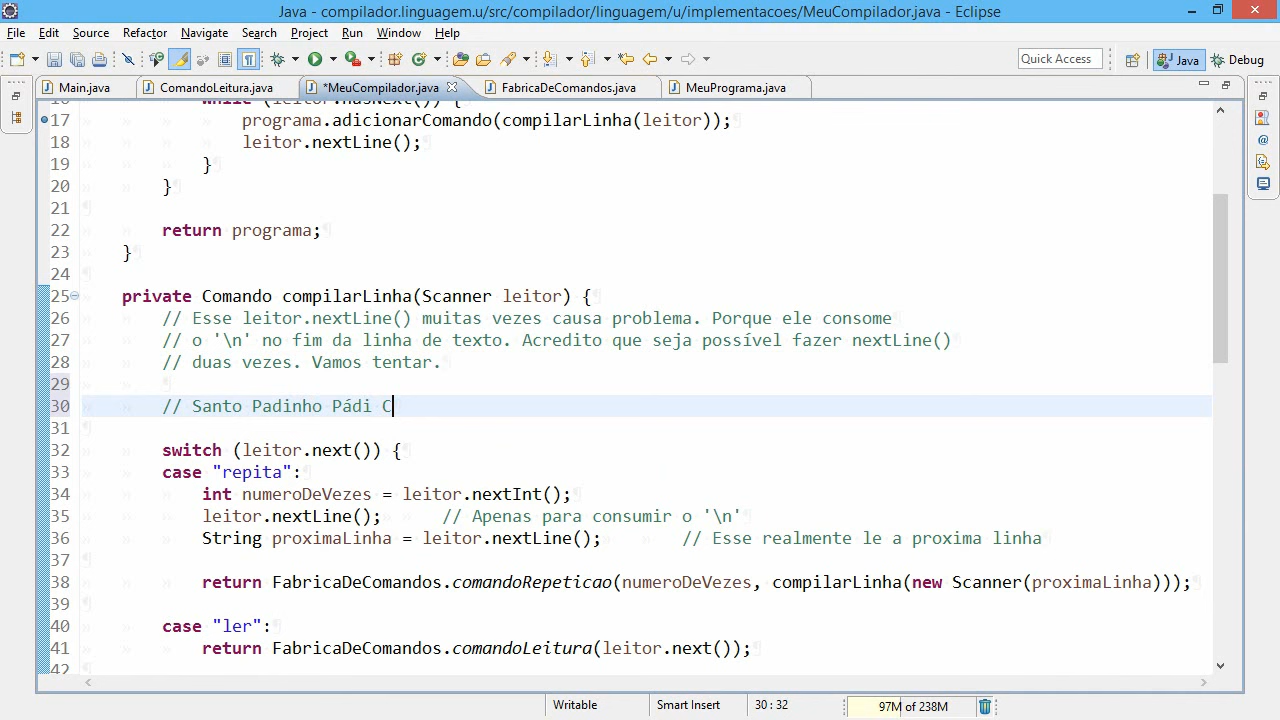 Java - compilador.linguagem.u/src/compilador/linguagem/u/implementacoes/MeuCompilador.java - Eclipse
File Edit Source Refactor Navigate Search Project Run Window Help
Quick Access Java Debug
Main.java ComandoLeitura.java *MeuCompilador.java FabricaDeComandos.java MeuPrograma.java
17 programa.adicionarComando(compilarLinha(leitor));
18 leitor.nextLine();
19 }
20 }
21
22 return programa;
23 }
24
25 private Comando compilarLinha(Scanner leitor) {
26 // Esse leitor.nextLine() muitas vezes causa problema. Porque ele consome
27 // o '\n' no fim da linha de texto. Acredito que seja possível fazer nextLine()
28 // duas vezes. Vamos tentar.
29
30 // Santo Padinho Pádi C
31
32 switch (leitor.next()) {
33 case "repita":
34 int numeroDeVezes = leitor.nextInt();
35 leitor.nextLine(); // Apenas para consumir o '\n'
36 String proximaLinha = leitor.nextLine(); // Esse realmente le a proxima linha
37
38 return FabricaDeComandos.comandoRepeticao(numeroDeVezes, compilarLinha(new Scanner(proximaLinha)));
39
40 case "ler":
41 return FabricaDeComandos.comandoLeitura(leitor.next());
42
Writable Smart Insert 30 : 32 97M of 238M